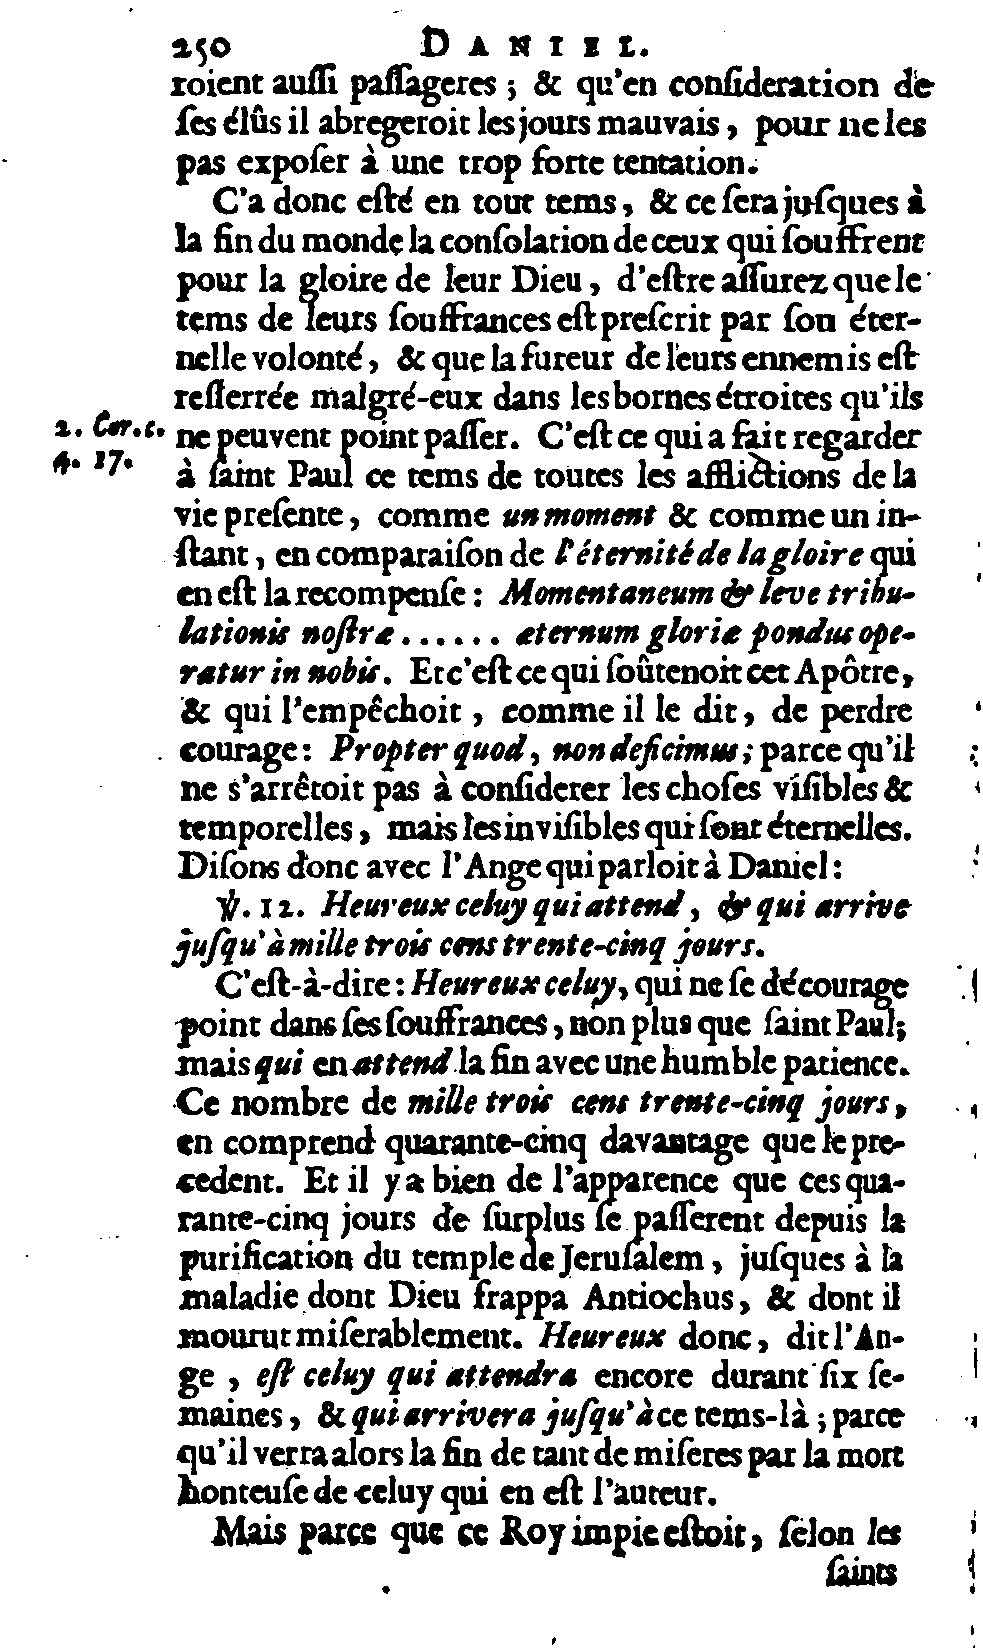 250 DANIEL.
roient auſſi paſſageres ; & qu'en conſideration de
ſes élûs il abregeroit les jours mauvais, pour ne les
pas expoſer à une trop forte tentation.
C'a donc eſté en tout tems, & ce ſera juſques à
la fin du monde la conſolation de ceux qui ſouffrent
pour la gloire de leur Dieu, d'eſtre aſſurez que le
tems de leurs ſouffrances eſt preſcrit par ſon éter-
nelle volonté, & que la fureur de leurs ennemis eſt
reſſerrée malgré-eux dans les bornes étroites qu'ils
2. Cor. c.
4. 17.
ne peuvent point paſſer. C'eſt ce qui a fait regarder
à ſaint Paul ce tems de toutes les afflictions de la
vie preſente, comme un moment & comme un in-
ſtant, en comparaiſon de l'éternité de la gloire qui
en eſt la recompenſe : Momentaneum & leve tribu-
lationis noſtræ ...... æternum gloriæ pondus ope-
ratur in nobis. Et c'eſt ce qui ſoûtenoit cet Apôtre,
& qui l'empêchoit, comme il le dit, de perdre
courage : Propter quod, non deficimus ; parce qu'il
ne s'arrêtoit pas à conſiderer les choſes viſibles &
temporelles, mais les inviſibles qui ſont éternelles.
Diſons donc avec l'Ange qui parloit à Daniel :
℣. 12. Heureux celuy qui attend, & qui arrive
juſqu'à mille trois cens trente-cinq jours.
C'eſt-à-dire : Heureux celuy, qui ne ſe décourage
point dans ſes ſouffrances, non plus que ſaint Paul ;
mais qui en attend la fin avec une humble patience.
Ce nombre de mille trois cens trente-cinq jours,
en comprend quarante-cinq davantage que le pre-
cedent. Et il y a bien de l'apparence que ces qua-
rante-cinq jours de ſurplus ſe paſſerent depuis la
purification du temple de Jeruſalem, juſques à la
maladie dont Dieu frappa Antiochus, & dont il
mourut miſerablement. Heureux donc, dit l'An-
ge, eſt celuy qui attendra encore durant ſix ſe-
maines, & qui arrivera juſqu'à ce tems-là ; parce
qu'il verra alors la fin de tant de miſeres par la mort
honteuſe de celuy qui en eſt l'auteur.
Mais parce que ce Roy impie eſtoit, ſelon les
ſaints